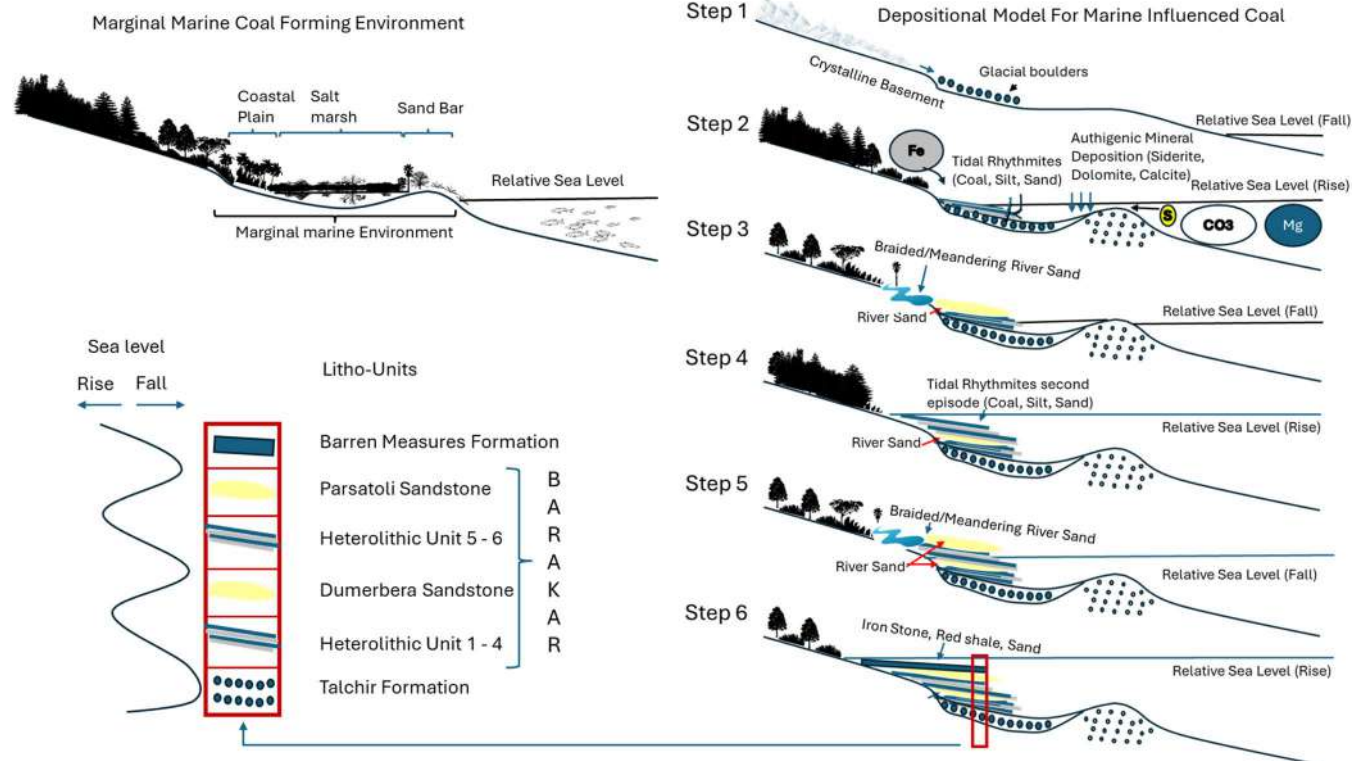 Marginal Marine Coal Forming Environment
Coastal
Plain
Salt
marsh
Sand Bar
Relative Sea Level
Marginal marine Environment
Sea level
Rise Fall
Litho-Units
Barren Measures Formation
Parsatoli Sandstone
Heterolithic Unit 5 - 6
Dumerbera Sandstone
Heterolithic Unit 1 - 4
Talchir Formation
B
A
R
A
K
A
R
Depositional Model For Marine Influenced Coal
Step 1
Crystalline Basement
Glacial boulders
Relative Sea Level (Fall)
Step 2
Fe
Tidal Rhythmites
(Coal, Silt, Sand)
Authigenic Mineral
Deposition (Siderite,
Dolomite, Calcite)
Relative Sea Level (Rise)
S
CO3
Mg
Step 3
Braided/Meandering River Sand
River Sand
Relative Sea Level (Fall)
Step 4
Tidal Rhythmites second
episode (Coal, Silt, Sand)
River Sand
Relative Sea Level (Rise)
Step 5
Braided/Meandering River Sand
River Sand
Relative Sea Level (Fall)
Step 6
Iron Stone, Red shale, Sand
Relative Sea Level (Rise)